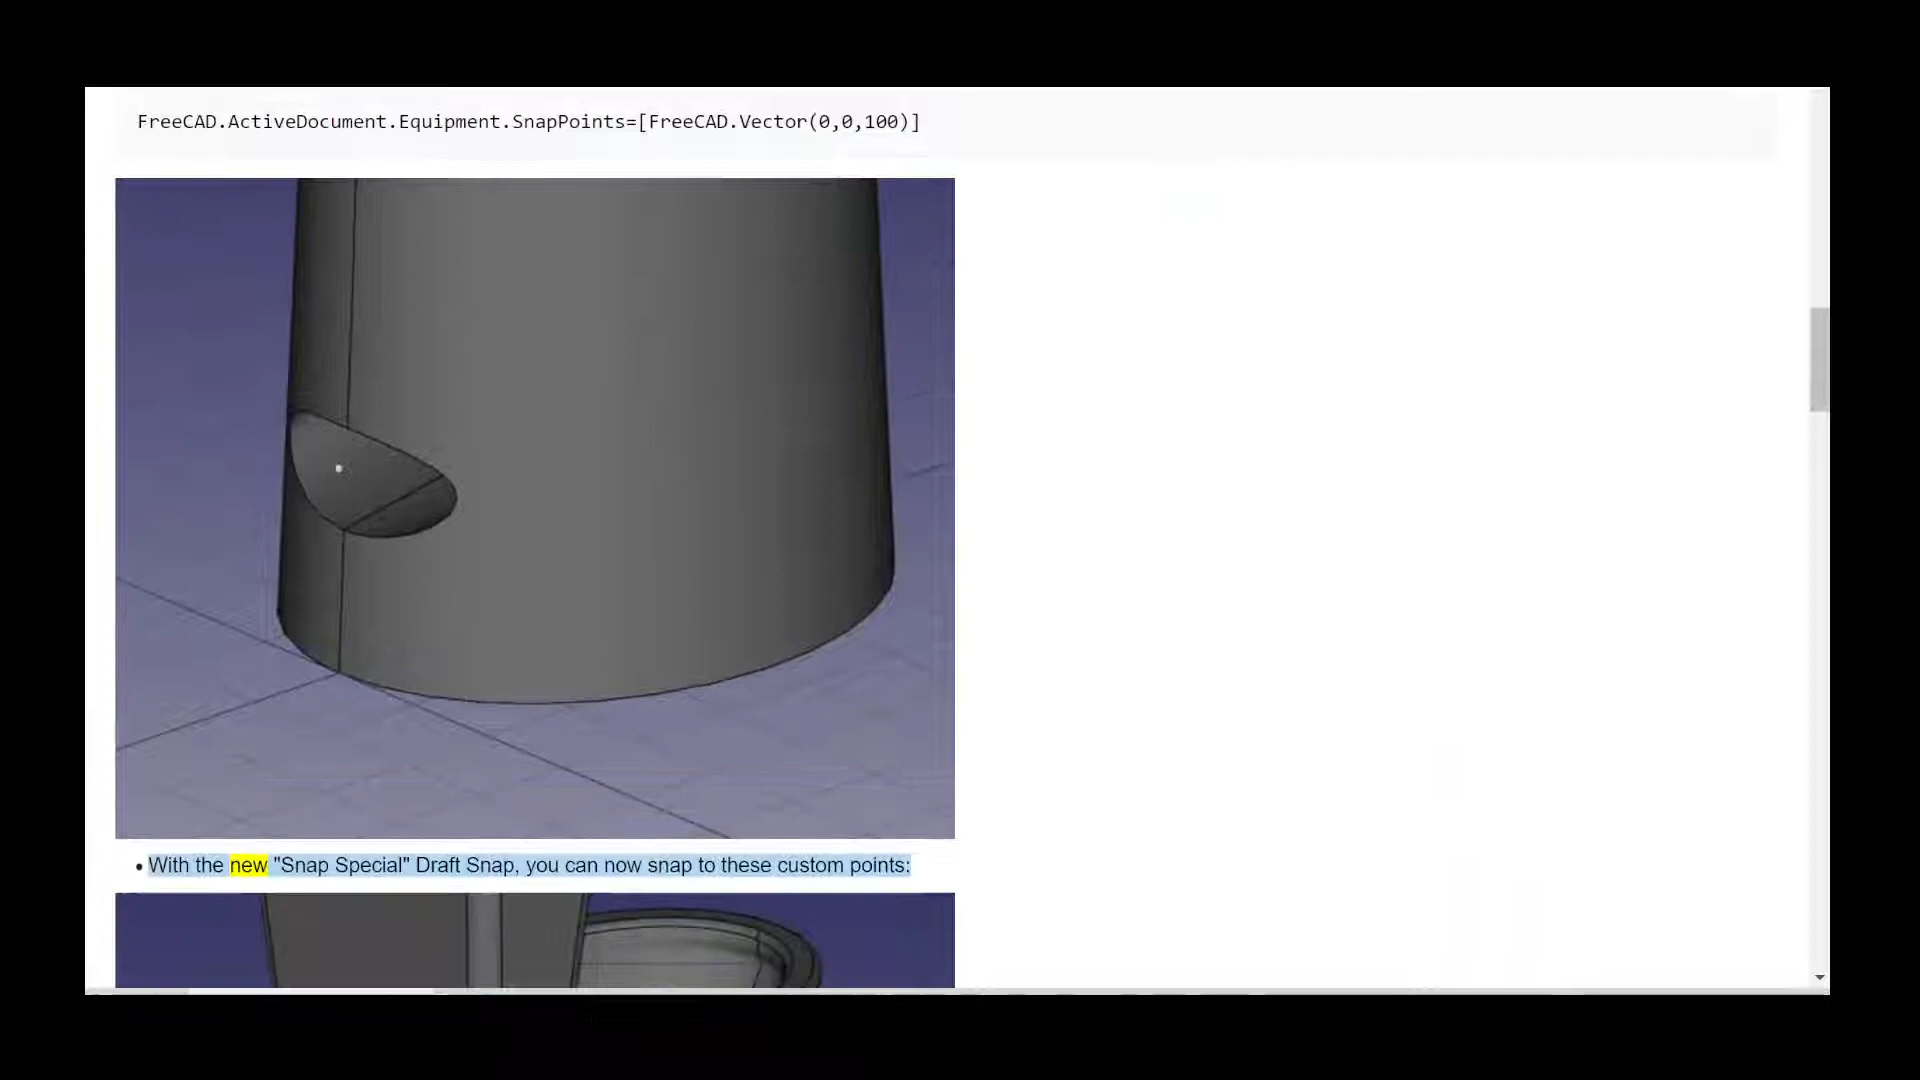 FreeCAD.ActiveDocument.Equipment.SnapPoints=[FreeCAD.Vector(0,0,100)]
• With the new "Snap Special" Draft Snap, you can now snap to these custom points: